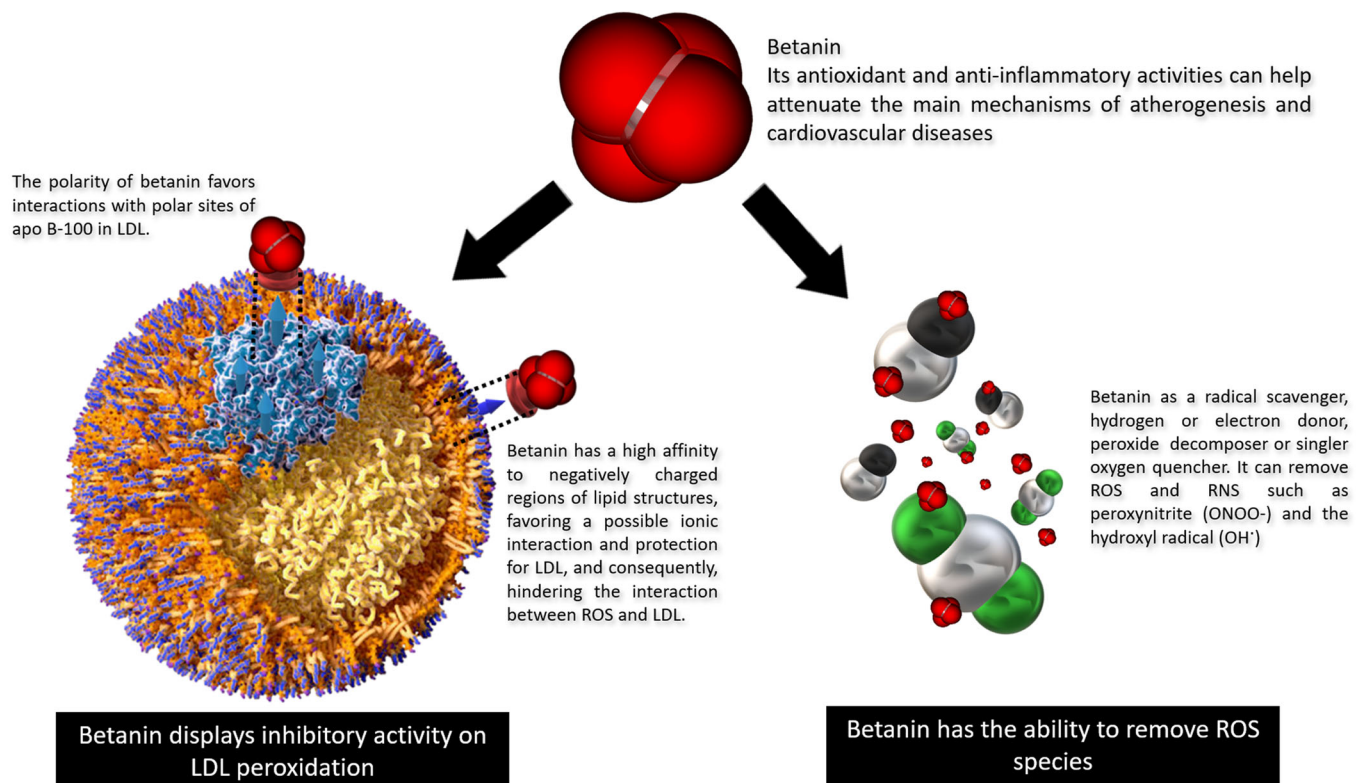 Betanin
Its antioxidant and anti-inflammatory activities can help
attenuate the main mechanisms of atherogenesis and
cardiovascular diseases
The polarity of betanin favors
interactions with polar sites of
apo B-100 in LDL.
Betanin has a high affinity
to negatively charged
regions of lipid structures,
favoring a possible ionic
interaction and protection
for LDL, and consequently,
hindering the interaction
between ROS and LDL.
Betanin as a radical scavenger,
hydrogen or electron donor,
peroxide decomposer or singler
oxygen quencher. It can remove
ROS and RNS such as
peroxynitrite (ONOO-) and the
hydroxyl radical (OH˙)
Betanin displays inhibitory activity on
LDL peroxidation
Betanin has the ability to remove ROS
species